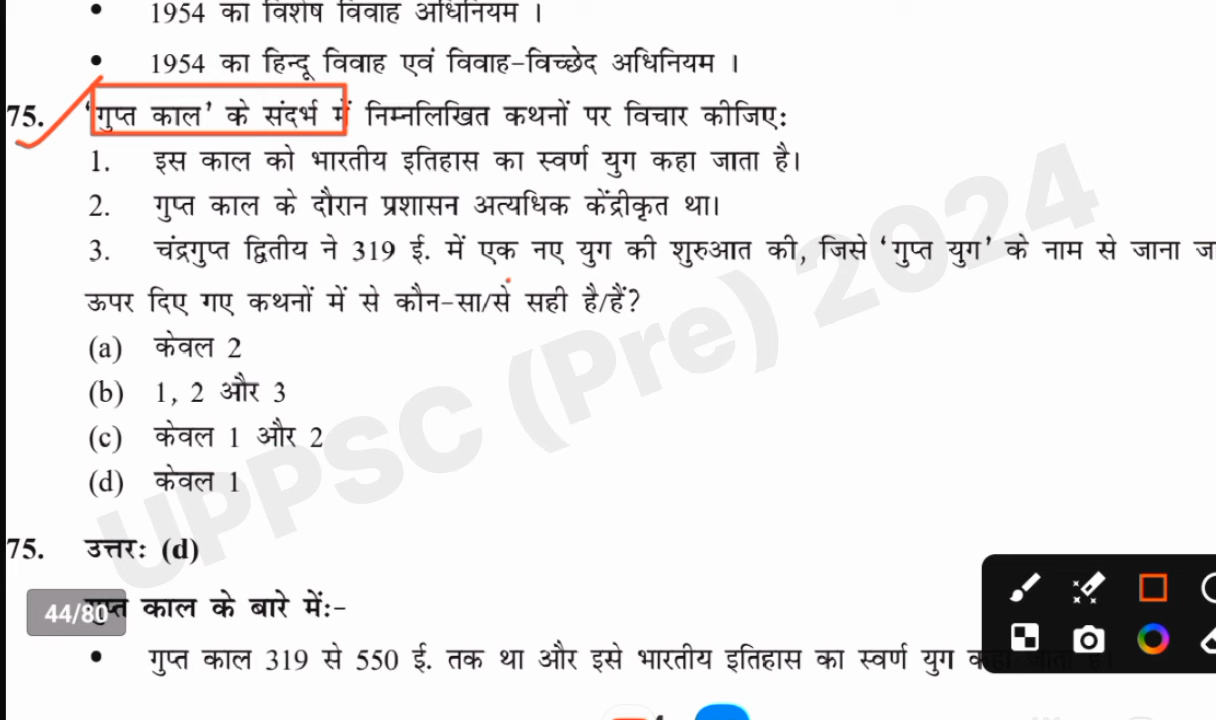 • 1954 का विशेष विवाह अधिनियम ।
• 1954 का हिन्दू विवाह एवं विवाह-विच्छेद अधिनियम ।
75. 'गुप्त काल' के संदर्भ में निम्नलिखित कथनों पर विचार कीजिए:
1. इस काल को भारतीय इतिहास का स्वर्ण युग कहा जाता है।
2. गुप्त काल के दौरान प्रशासन अत्यधिक केंद्रीकृत था।
3. चंद्रगुप्त द्वितीय ने 319 ई. में एक नए युग की शुरुआत की, जिसे 'गुप्त युग' के नाम से जाना
ऊपर दिए गए कथनों में से कौन-सा/से सही है/हैं?
(a) केवल 2
(b) 1, 2 और 3
(c) केवल 1 और 2
(d) केवल 1
UPPSC (Pre) 2024
75. उत्तर: (d)
44/80
गुप्त काल के बारे में:-
• गुप्त काल 319 से 550 ई. तक था और इसे भारतीय इतिहास का स्वर्ण युग कहा जाता है।